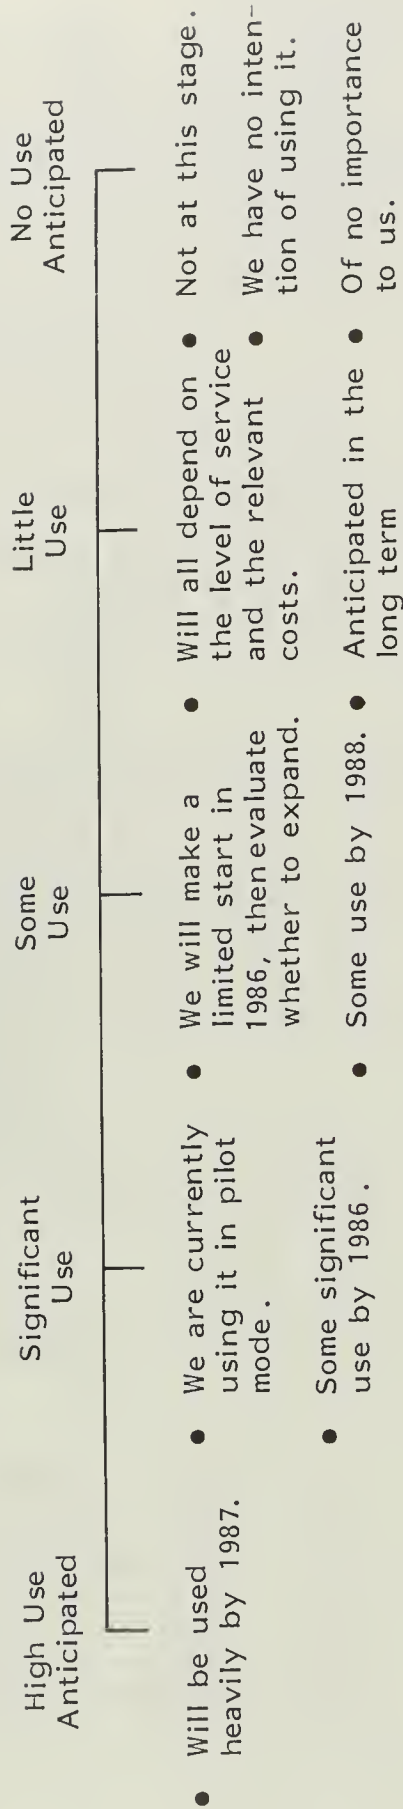 High Use
Anticipated
Significant
Use
Some
Use
Little
Use
No Use
Anticipated
• Will be used
heavily by 1987.
• We are currently
using it in pilot
mode.
• Some significant
use by 1986.
• We will make a
limited start in
1986, then evaluate
whether to expand.
• Some use by 1988.
• Will all depend on
the level of service
and the relevant
costs.
• Anticipated in the
long term
• Not at this stage.
• We have no inten-
tion of using it.
• Of no importance
to us.